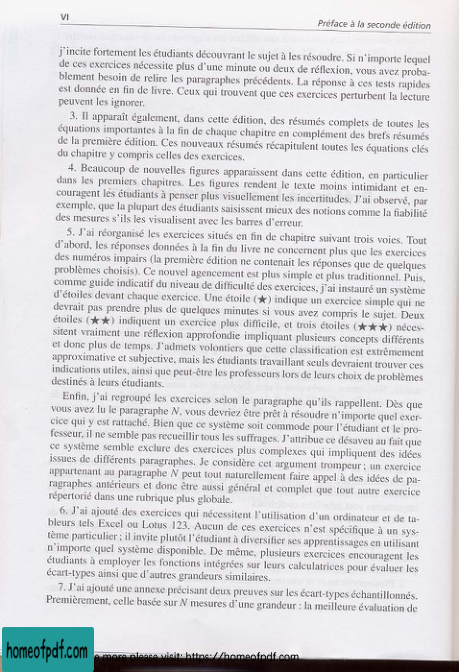 VI
Préface à la seconde édition
j'incite fortement les étudiants découvrant le sujet à les résoudre. Si n'importe lequel
de ces exercices nécessite plus d'une minute ou deux de réflexion, vous avez proba-
blement besoin de relire les paragraphes précédents. La réponse à ces tests rapides
est donnée en fin de livre. Ceux qui trouvent que ces exercices perturbent la lecture
peuvent les ignorer.
3. Il apparaît également, dans cette édition, des résumés complets de toutes les
équations importantes à la fin de chaque chapitre en complément des brefs résumés
de la première édition. Ces nouveaux résumés récapitulent toutes les équations clés
du chapitre y compris celles des exercices.
4. Beaucoup de nouvelles figures apparaissent dans cette édition, en particulier
dans les premiers chapitres. Les figures rendent le texte moins intimidant et en-
couragent les étudiants à penser plus visuellement les incertitudes. J'ai observé, par
exemple, que la plupart des étudiants saisissent mieux des notions comme la fiabilité
des mesures s'ils les visualisent avec les barres d'erreur.
5. J'ai réorganisé les exercices situés en fin de chapitre suivant trois voies. Tout
d'abord, les réponses données à la fin du livre ne concernent plus que les exercices
des numéros impairs (la première édition ne contenait les réponses que de quelques
problèmes choisis). Ce nouvel agencement est plus simple et plus traditionnel. Puis,
comme guide indicatif du niveau de difficulté des exercices, j'ai instauré un système
d'étoiles devant chaque exercice. Une étoile (★) indique un exercice simple qui ne
devrait pas prendre plus de quelques minutes si vous avez compris le sujet. Deux
étoiles (★★) indiquent un exercice plus difficile, et trois étoiles (★★★) néces-
sitent vraiment une réflexion approfondie impliquant plusieurs concepts différents
et donc plus de temps. J'admets volontiers que cette classification est extrêmement
approximative et subjective, mais les étudiants travaillant seuls devraient trouver ces
indications utiles, ainsi que peut-être les professeurs lors de leurs choix de problèmes
destinés à leurs étudiants.
Enfin, j'ai regroupé les exercices selon le paragraphe qu'ils rappellent. Dès que
vous avez lu le paragraphe N, vous devriez être prêt à résoudre n'importe quel exer-
cice qui y est rattaché. Bien que ce système soit commode pour l'étudiant et le pro-
fesseur, il ne semble pas recueillir tous les suffrages. J'attribue ce désaveu au fait que
ce système semble exclure des exercices plus complexes qui impliquent des idées
issues de différents paragraphes. Je considère cet argument trompeur ; un exercice
appartenant au paragraphe N peut tout naturellement faire appel à des idées de pa-
ragraphes antérieurs et donc être aussi général et complet que tout autre exercice
répertorié dans une rubrique plus globale.
6. J'ai ajouté des exercices qui nécessitent l'utilisation d'un ordinateur et de ta-
bleurs tels Excel ou Lotus 123. Aucun de ces exercices n'est spécifique à un sys-
tème particulier ; il invite plutôt l'étudiant à diversifier ses apprentissages en utilisant
n'importe quel système disponible. De même, plusieurs exercices encouragent les
étudiants à employer les fonctions intégrées sur leurs calculatrices pour évaluer les
écart-types ainsi que d'autres grandeurs similaires.
7. J'ai ajouté une annexe précisant deux preuves sur les écart-types échantillonnés.
Premièrement, celle basée sur N mesures d'une grandeur : la meilleure évaluation de
homeofpdf.com
more please visit: https://homeofpdf.com